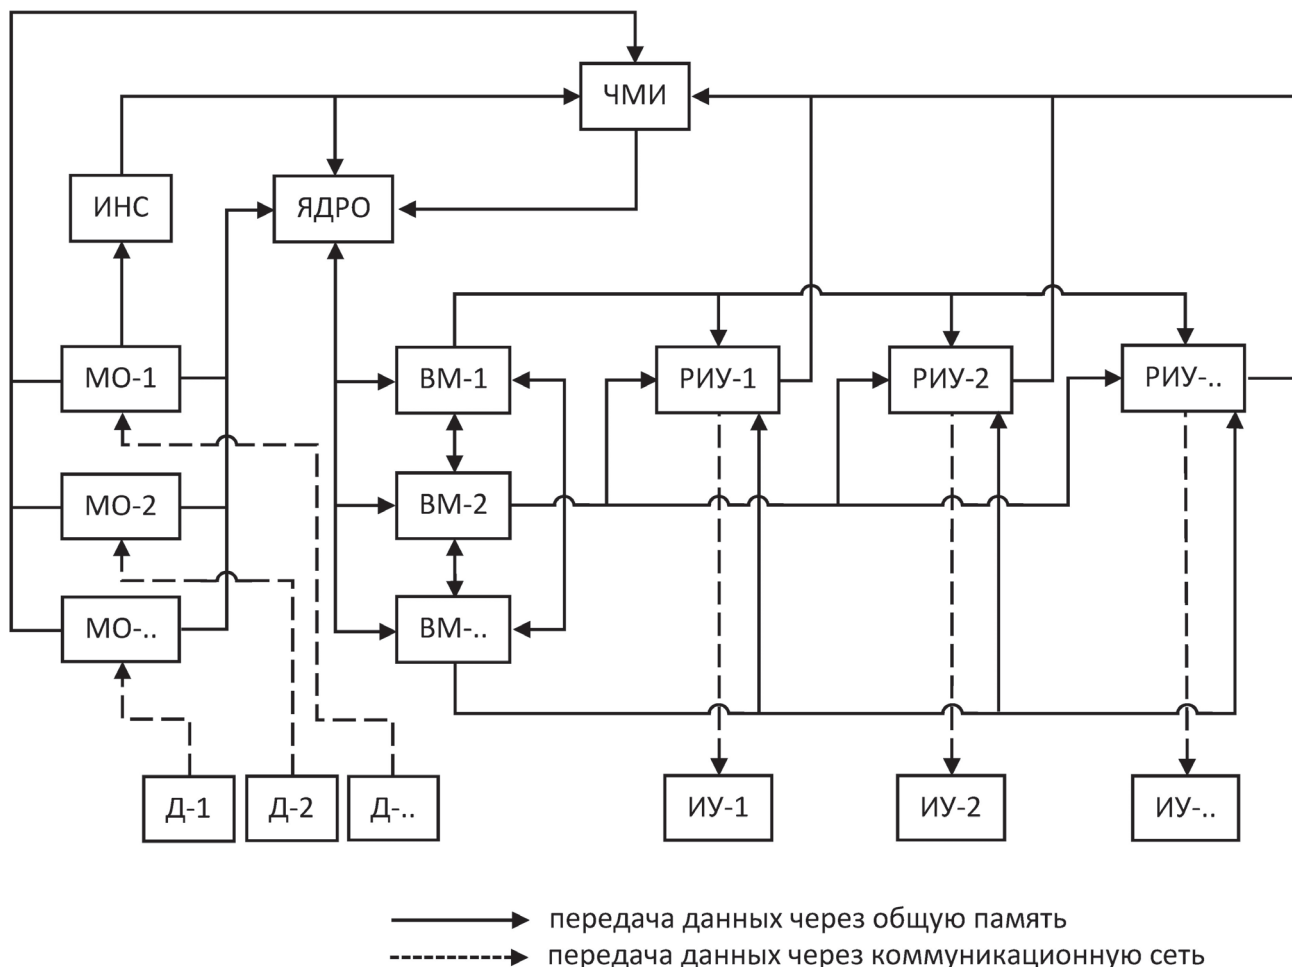 ЧМИ
ИНС
ЯДРО
МО-1
ВМ-1
РИУ-1
РИУ-2
РИУ-..
МО-2
ВМ-2
МО-..
ВМ-..
Д-1
Д-2
Д-..
ИУ-1
ИУ-2
ИУ-..
передача данных через общую память
передача данных через коммуникационную сеть